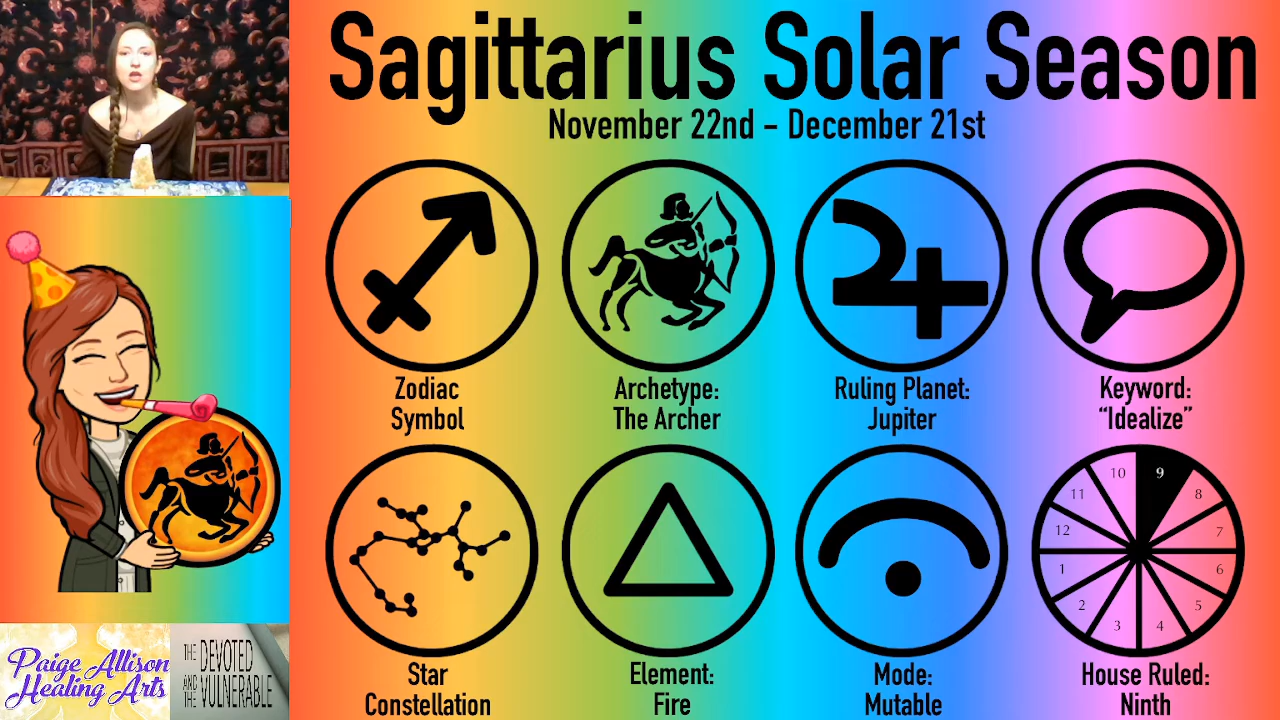 Sagittarius Solar Season
November 22nd - December 21st
Zodiac
Symbol
Archetype:
The Archer
Ruling Planet:
Jupiter
Keyword:
“Idealize”
Star
Constellation
Element:
Fire
Mode:
Mutable
10 9
11 8
12 7
1 6
2 5
3 4
House Ruled:
Ninth
Paige Allison
Healing Arts
THE DEVOTED
AND THE VULNERABLE